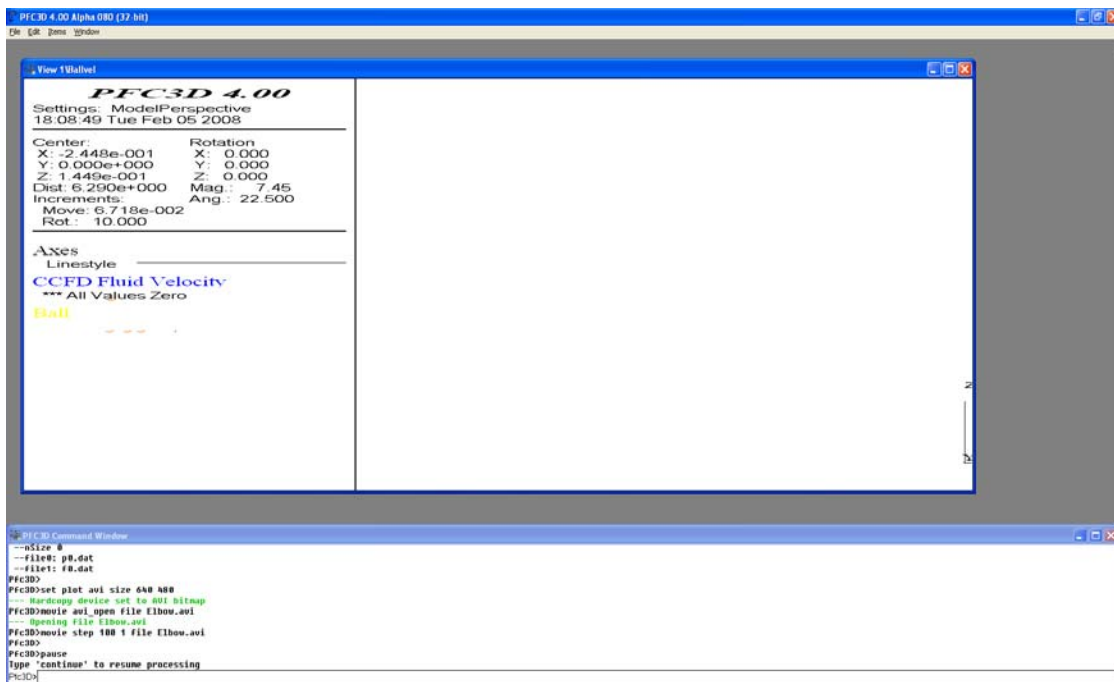 PFC3D 4.00 Alpha 080 (32-bit)
File Edit Items Window
PFC3D 4.00
Settings: ModelPerspective
18:08:49 Tue Feb 05 2008
Center: Rotation
X: -2.448e-001 X: 0.000
Y: 0.000e+000 Y: 0.000
Z: 1.449e-001 Z: 0.000
Dist: 6.290e+000 Mag.: 7.45
Increments: Ang.: 22.500
Move: 6.718e-002
Rot.: 10.000
Axes
Linestyle
CCFD Fluid Velocity
*** All Values Zero
Ball
Z
PFC3D Command Window
--nSize 0
--file0: p0.dat
--file1: f0.dat
Pfc3D>
Pfc3D>set plot avi size 640 480
--- Hardcopy device set to AVI bitmap
Pfc3D>movie avi_open file Elbow.avi
--- Opening file Elbow.avi
Pfc3D>movie step 100 1 file Elbow.avi
Pfc3D>
Pfc3D>pause
Type 'continue' to resume processing
Pfc3D>